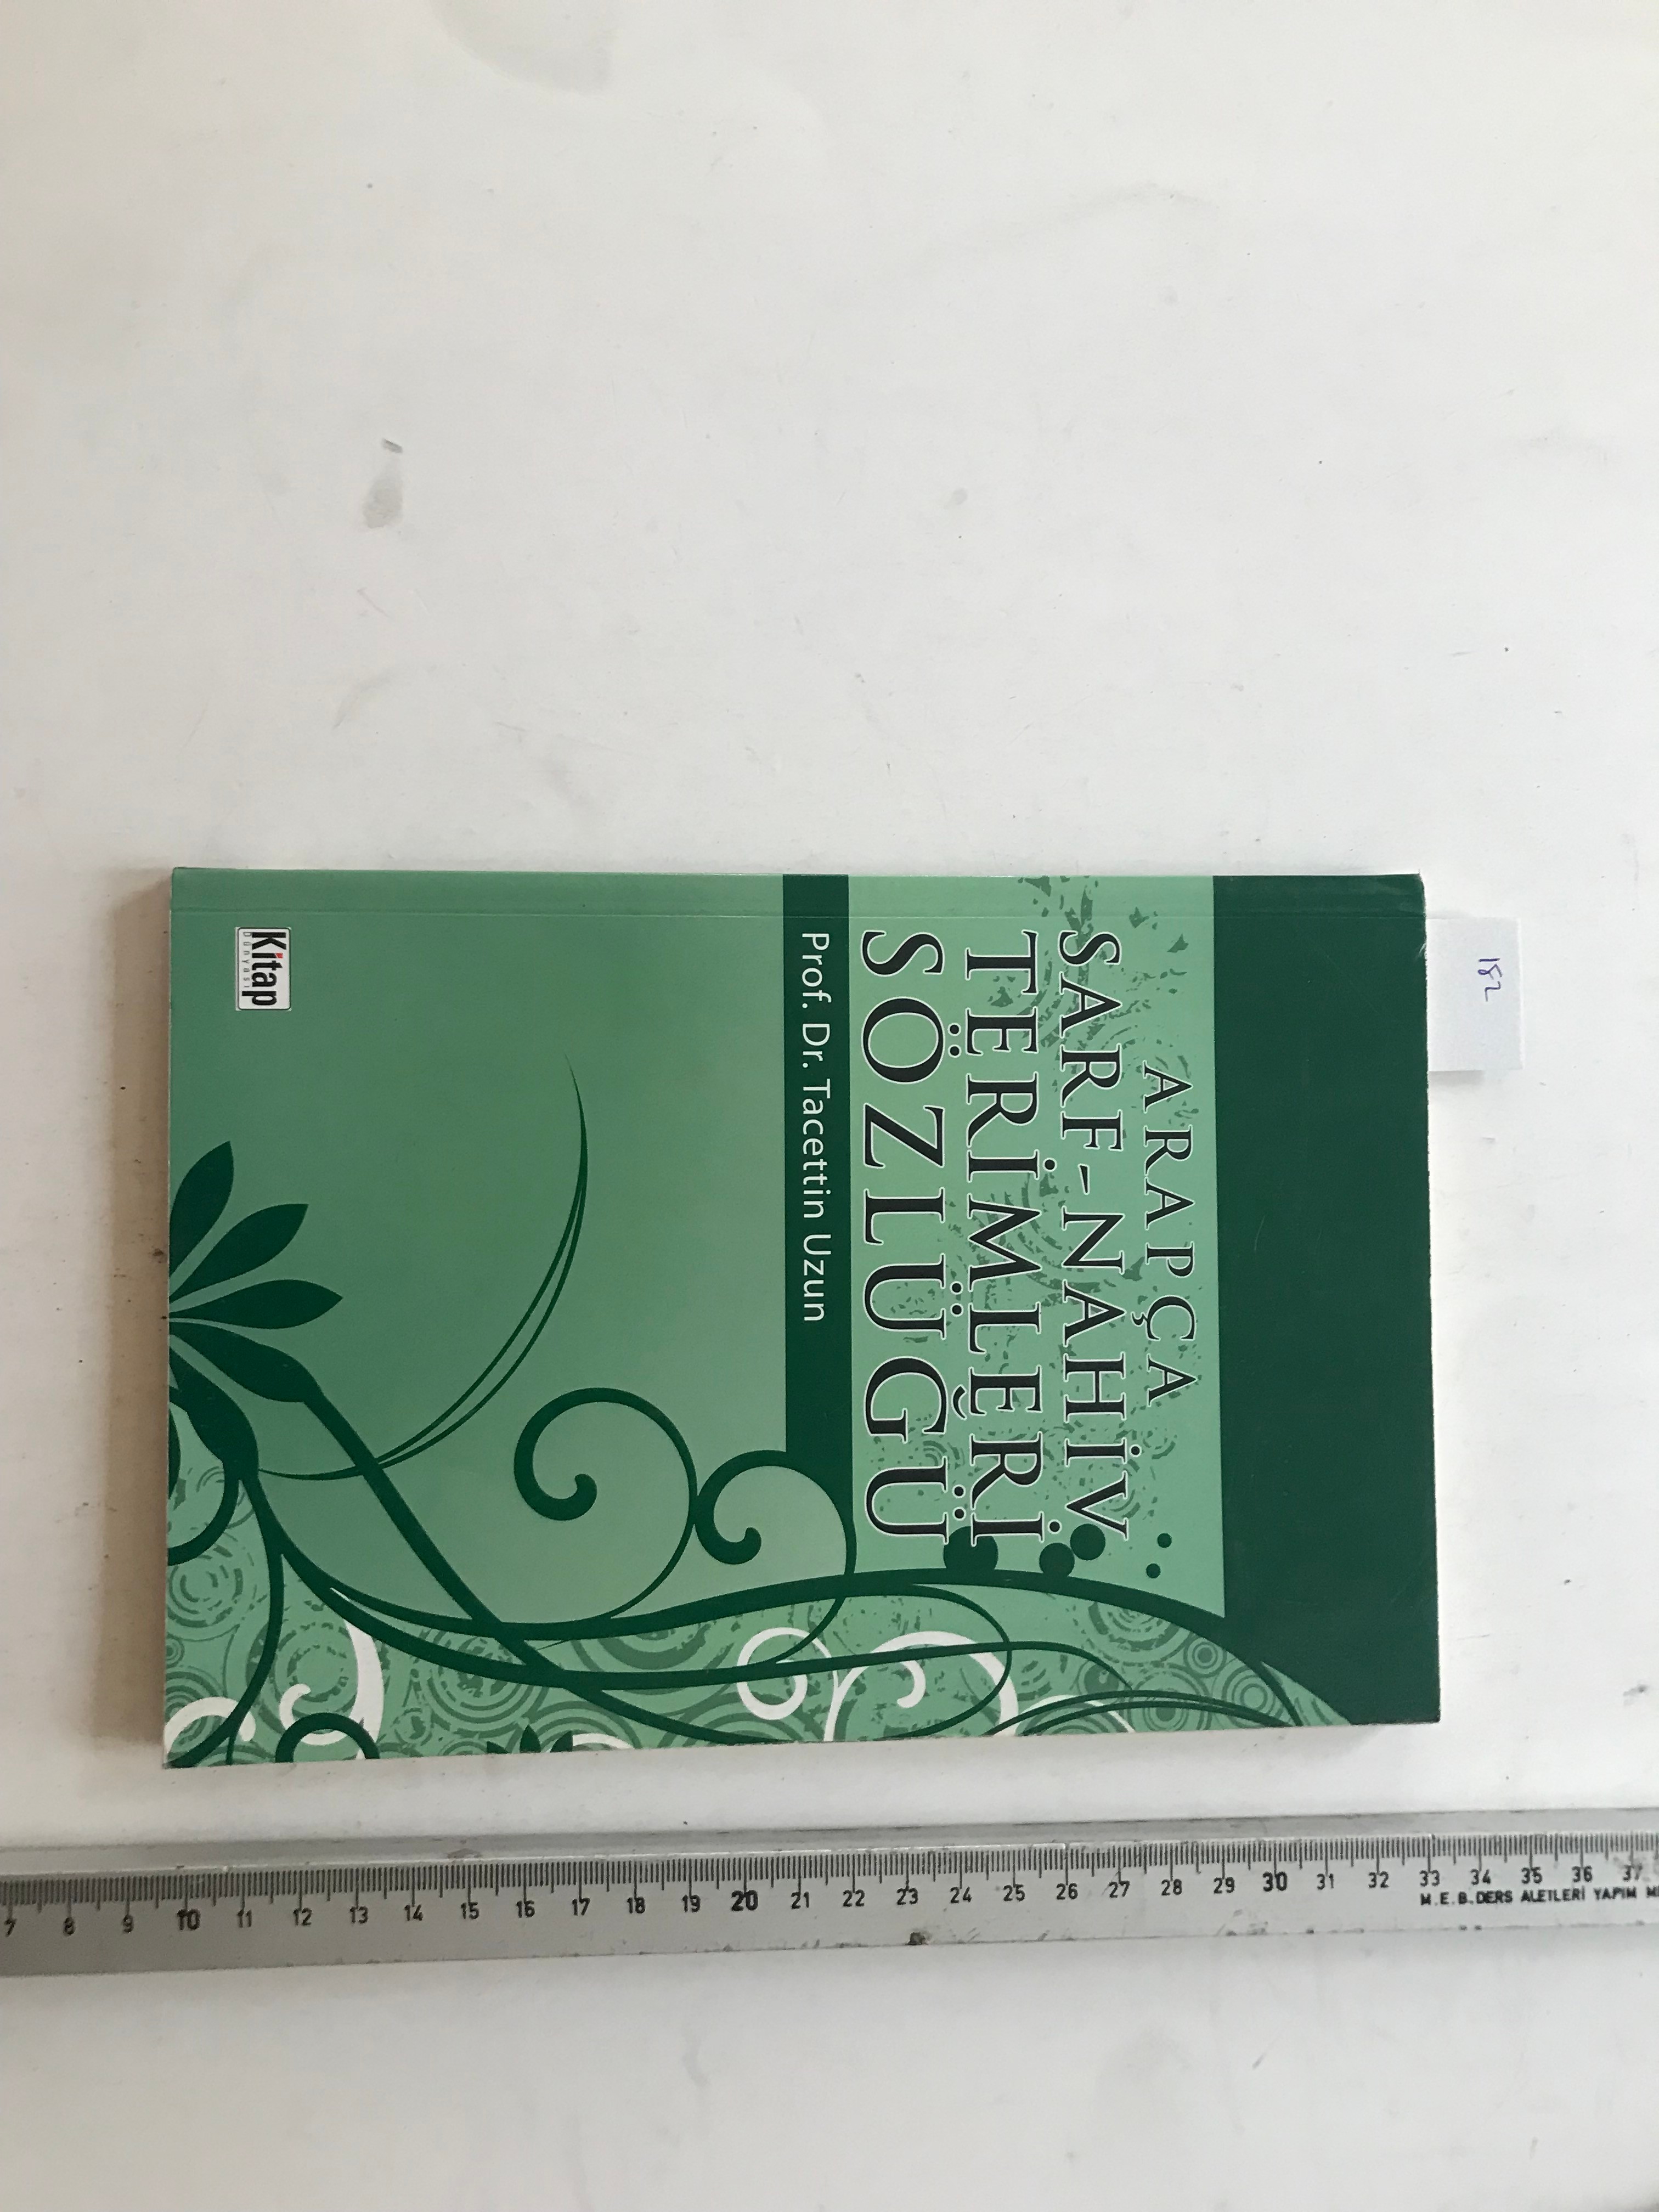 ARAPÇA
SARF-NAHİV
TERİMLERİ
SÖZLÜĞÜ
Prof. Dr. Tacettin Uzun
Kitap
Dünyası
182
7 8 9 10 11 12 13 14 15 16 17 18 19 20 21 22 23 24 25 26 27 28 29 30 31 32 33 34 35 36 37
M.E.B. DERS ALETLERİ YAPIM